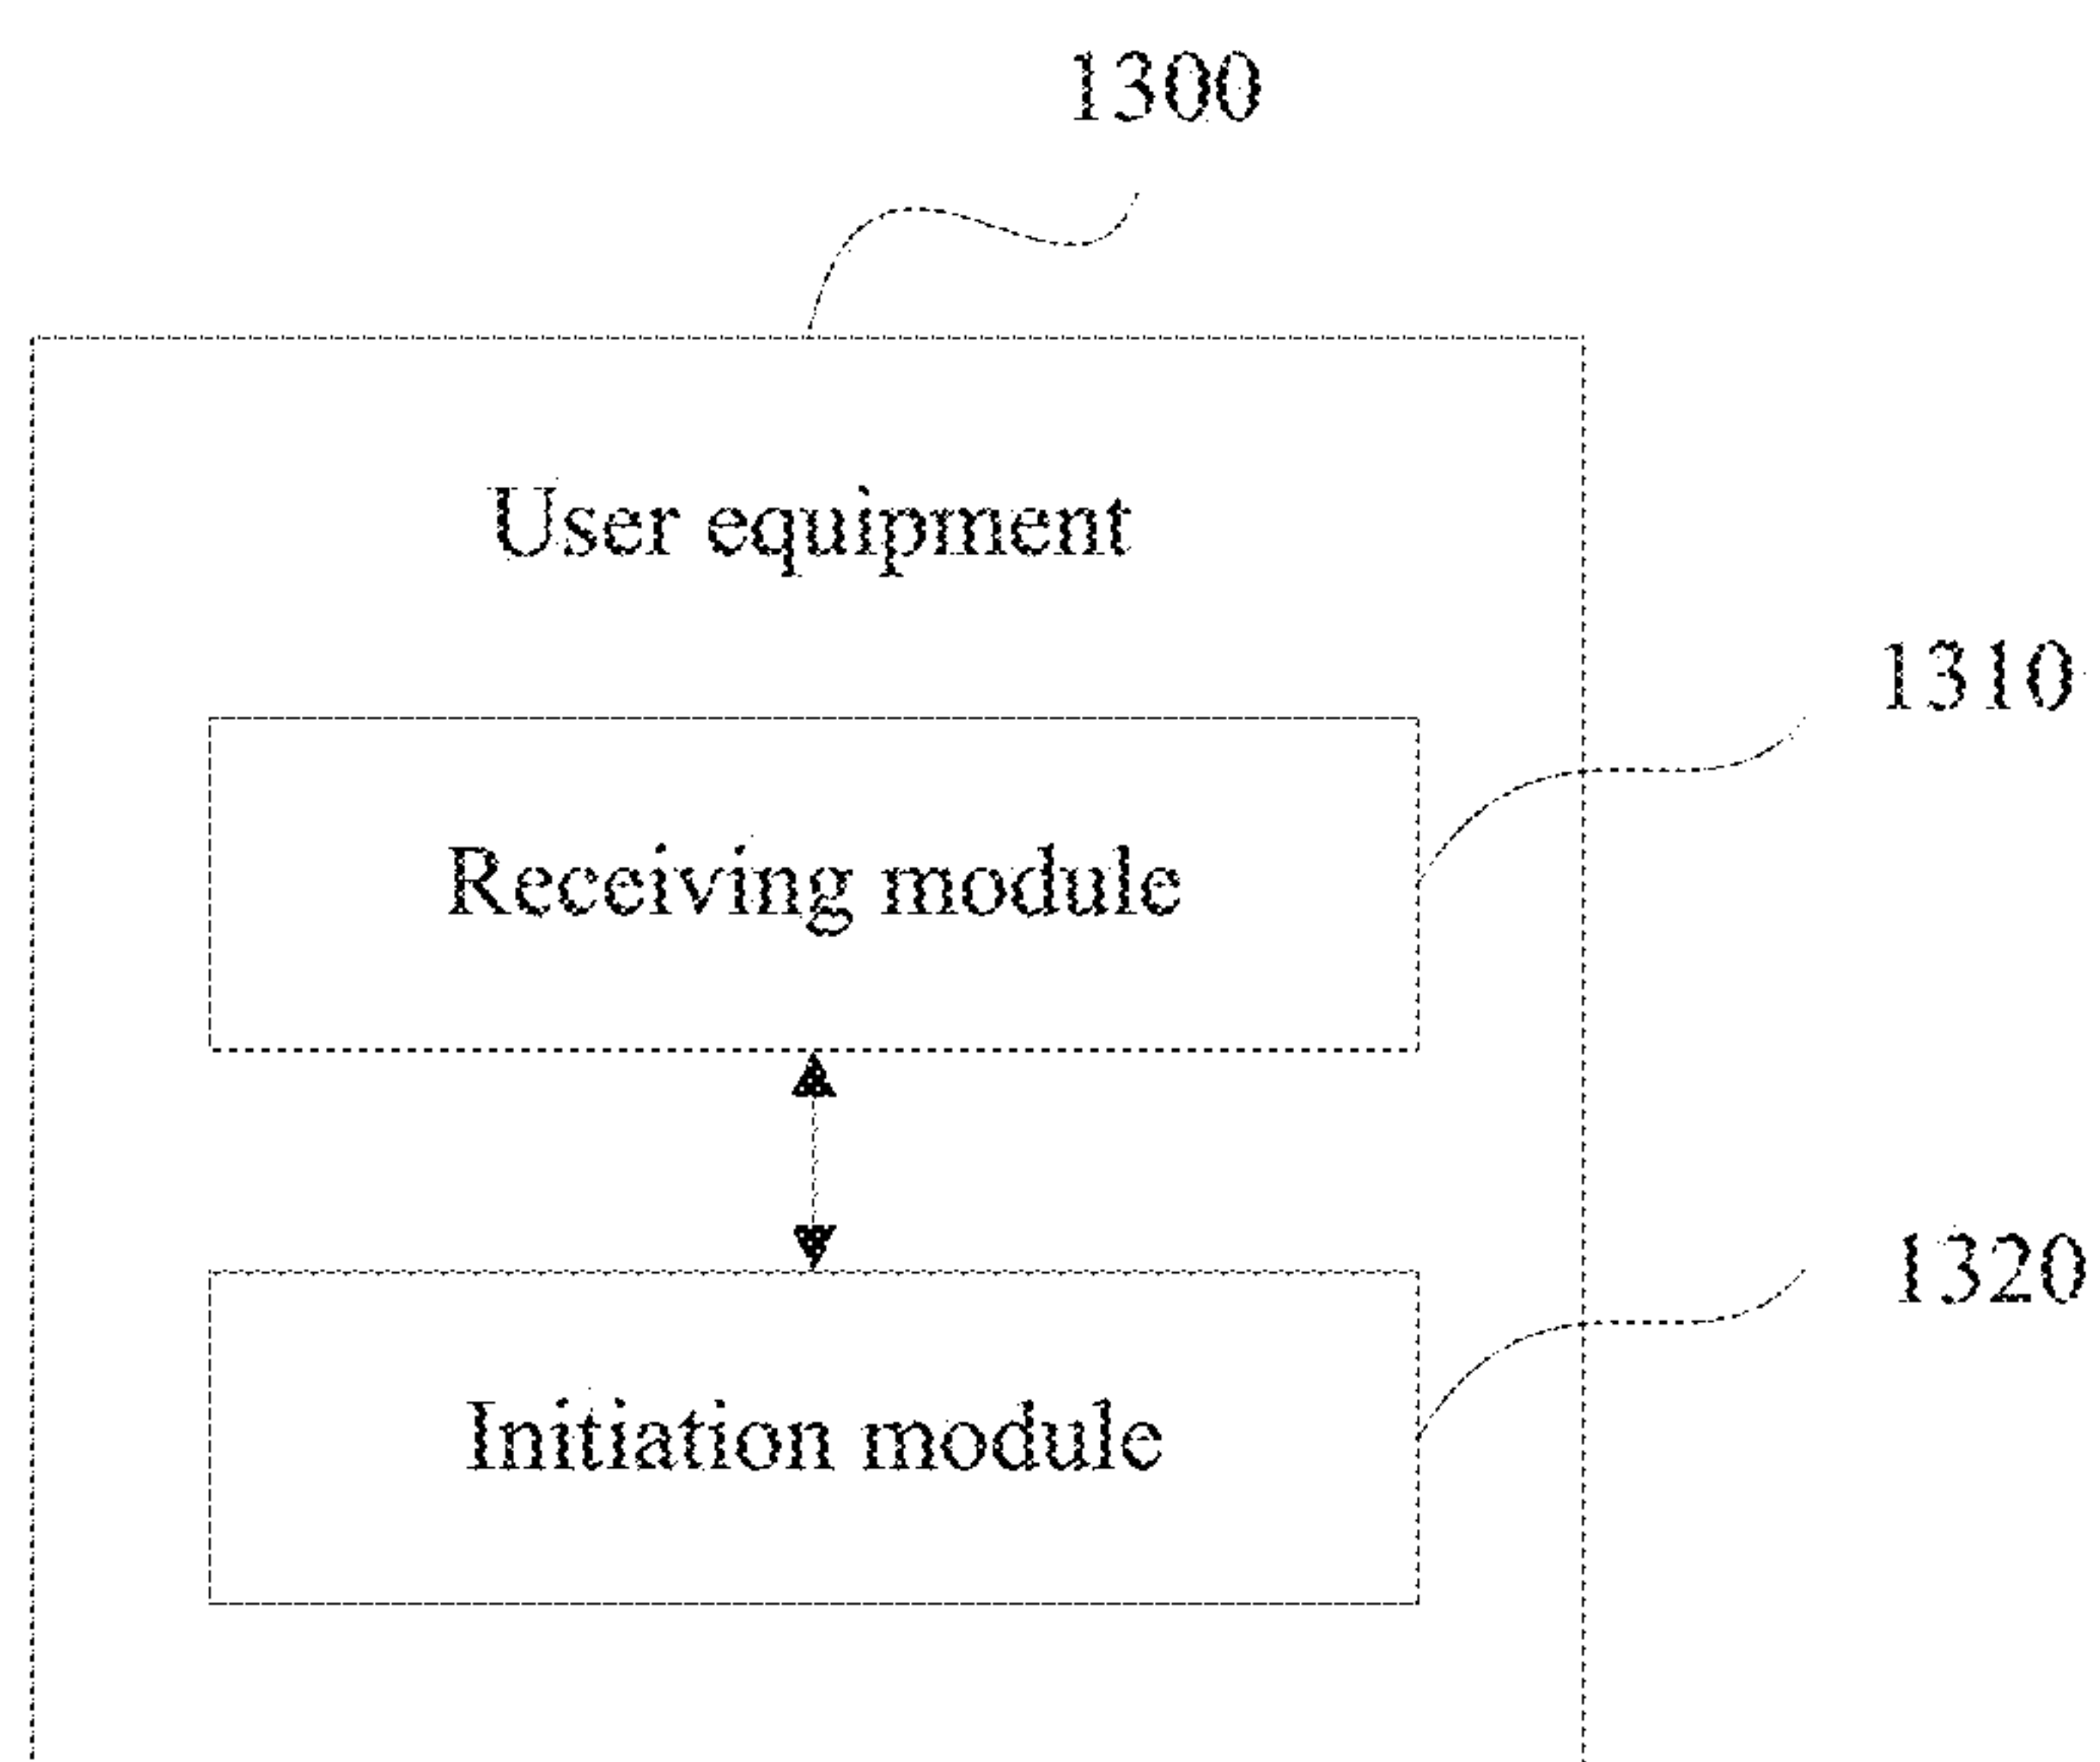 1300
User equipment
1310
Receiving module
1320
Initiation module